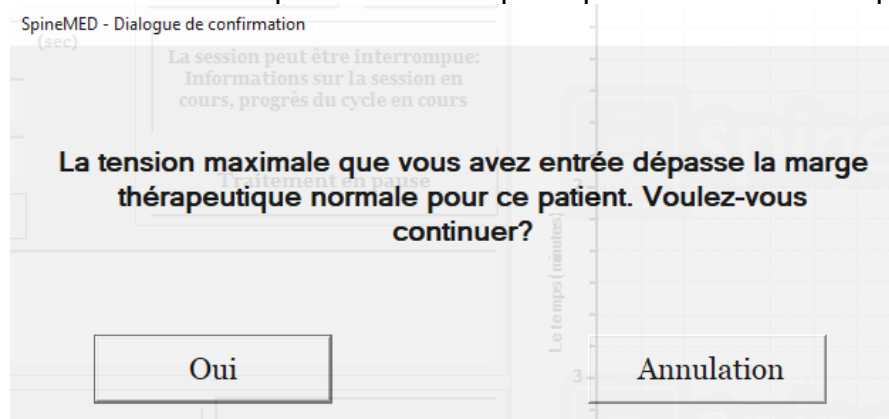 SpineMED - Dialogue de confirmation
(sec)
La session peut être interrompue:
Informations sur la session en
cours, progrès du cycle en cours
La tension maximale que vous avez entrée dépasse la marge
Traitement en pause
thérapeutique normale pour ce patient. Voulez-vous
continuer?
Le temps (minutes)
Oui
Annulation
3